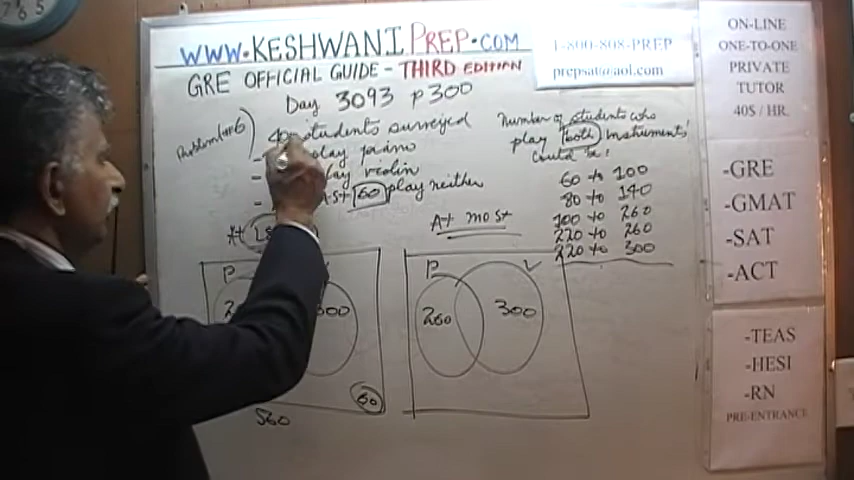 WWW.KESHWANIPREP.COM
1-800-808-PREP
prepsat@aol.com
GRE OFFICIAL GUIDE - THIRD EDITION
Day 3093 p300
students surveyed
play piano
play violin
60 play neither
Number of students who
play both instruments
could be:
60 to 100
80 to 140
100 to 260
220 to 260
220 to 300
At
At most
P
300
60
560
P V
260 300
ON-LINE
ONE-TO-ONE
PRIVATE
TUTOR
40$ / HR.
-GRE
-GMAT
-SAT
-ACT
-TEAS
-HESI
-RN
PRE-ENTRANCE
7 6 5